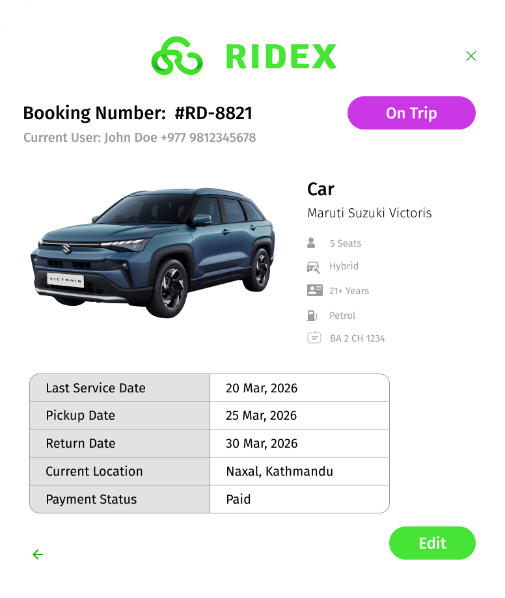 RIDEX
Booking Number: #RD-8821
On Trip
Current User: John Doe +977 9812345678
Car
Maruti Suzuki Victoris
5 Seats
Hybrid
21+ Years
Petrol
BA 2 CH 1234
VICTORIS
Last Service Date 20 Mar, 2026
Pickup Date 25 Mar, 2026
Return Date 30 Mar, 2026
Current Location Naxal, Kathmandu
Payment Status Paid
Edit